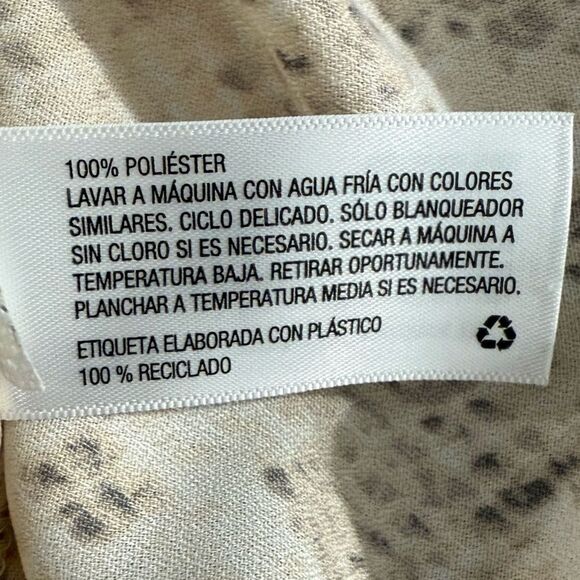 100% POLIÉSTER
LAVAR A MÁQUINA CON AGUA FRÍA CON COLORES
SIMILARES. CICLO DELICADO. SÓLO BLANQUEADOR
SIN CLORO SI ES NECESARIO. SECAR A MÁQUINA A
TEMPERATURA BAJA. RETIRAR OPORTUNAMENTE.
PLANCHAR A TEMPERATURA MEDIA SI ES NECESARIO.
ETIQUETA ELABORADA CON PLÁSTICO
100 % RECICLADO